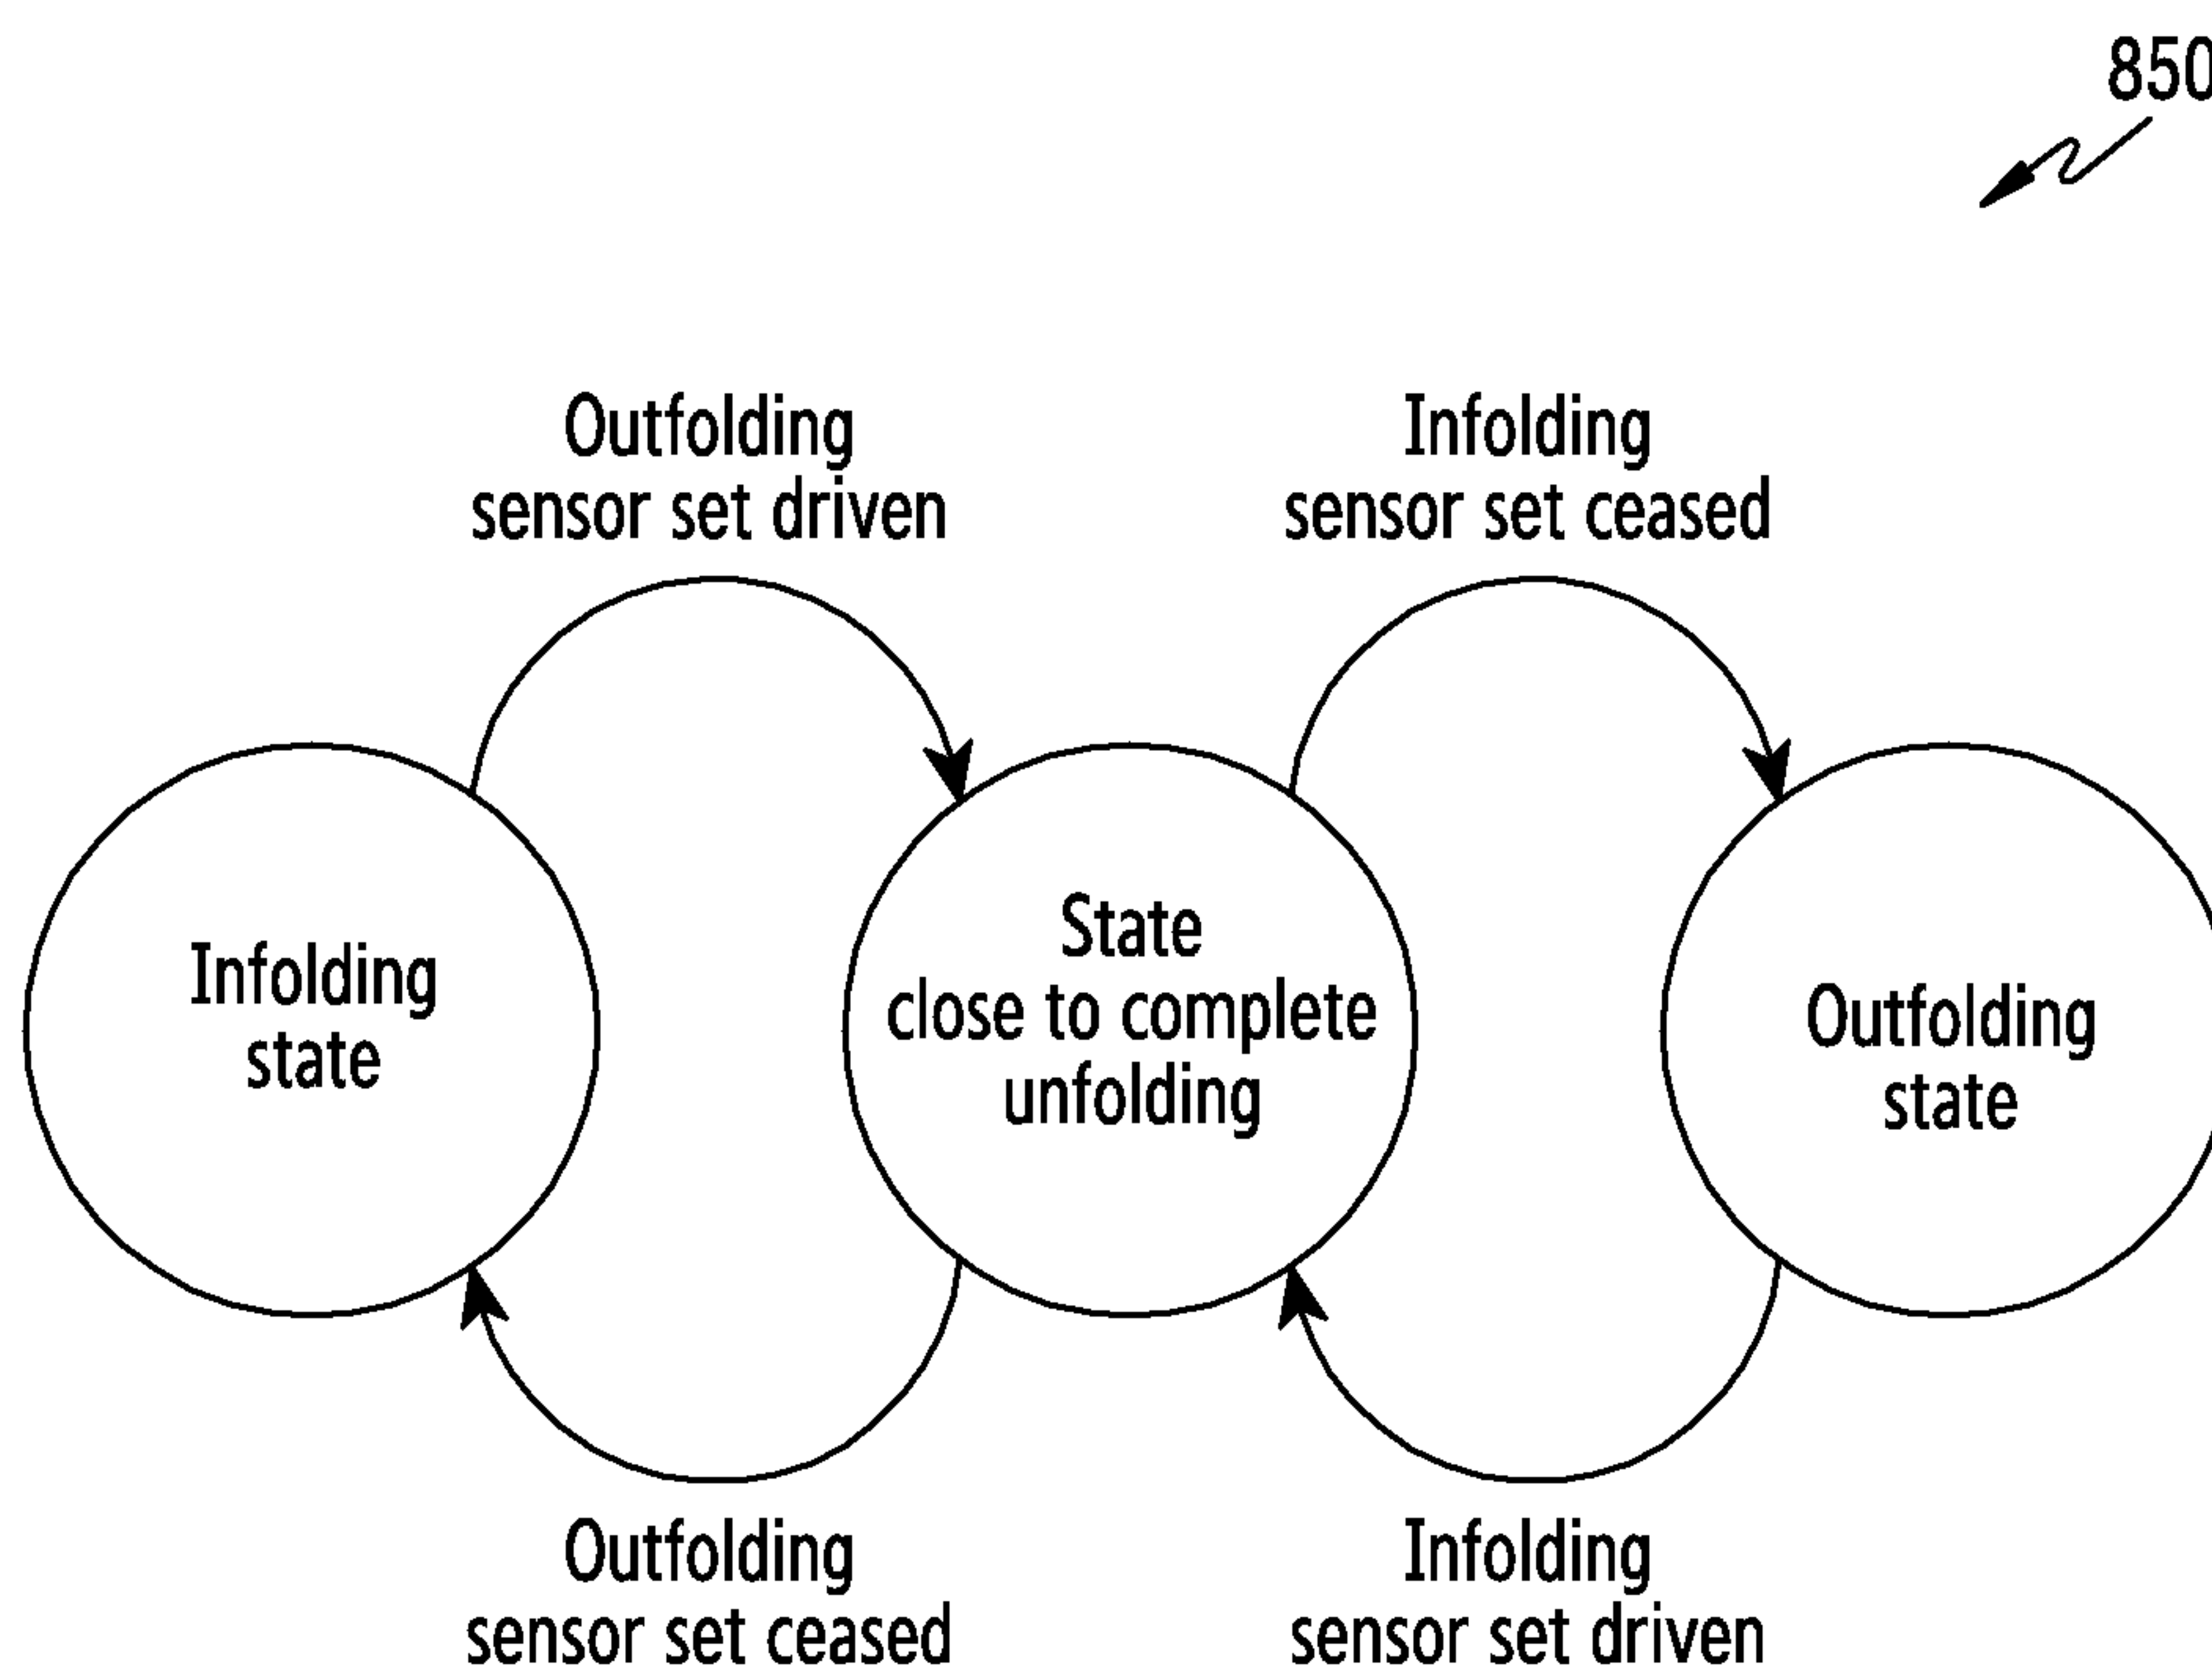 850
Outfolding
sensor set driven
Infolding
sensor set ceased
Infolding
state
State
close to complete
unfolding
Outfolding
state
Outfolding
sensor set ceased
Infolding
sensor set driven